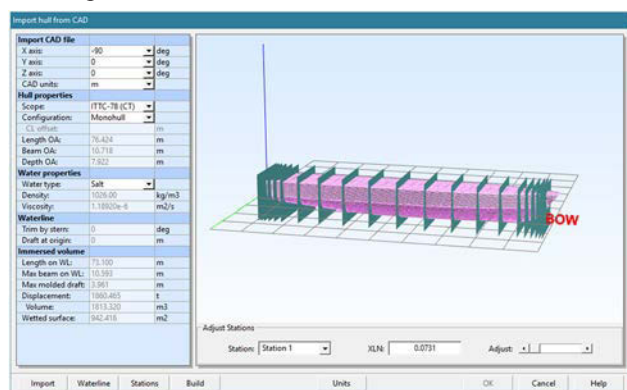 Import hull from CAD
Import CAD file
X axis: -90 deg
Y axis: 0 deg
Z axis: 0 deg
CAD units: m
Hull properties
Scope: ITTC-78 (CT)
Configuration: Monohull
CL offset: m
Length OA: 76.424 m
Beam OA: 10.718 m
Depth OA: 7.922 m
Water properties
Water type: Salt
Density: 1026.00 kg/m3
Viscosity: 1.18920e-6 m2/s
Waterline
Trim by stern: 0 deg
Draft at origin: 0 m
Immersed volume
Length on WL: 73.100 m
Max beam on WL: 10.593 m
Max molded draft: 3.961 m
Displacement: 1860.465 t
Volume: 1813.320 m3
Wetted surface: 942.418 m2
BOW
Adjust Stations
Station: Station 1 XLN: 0.0731 Adjust:
Import Waterline Stations Build Units OK Cancel Help